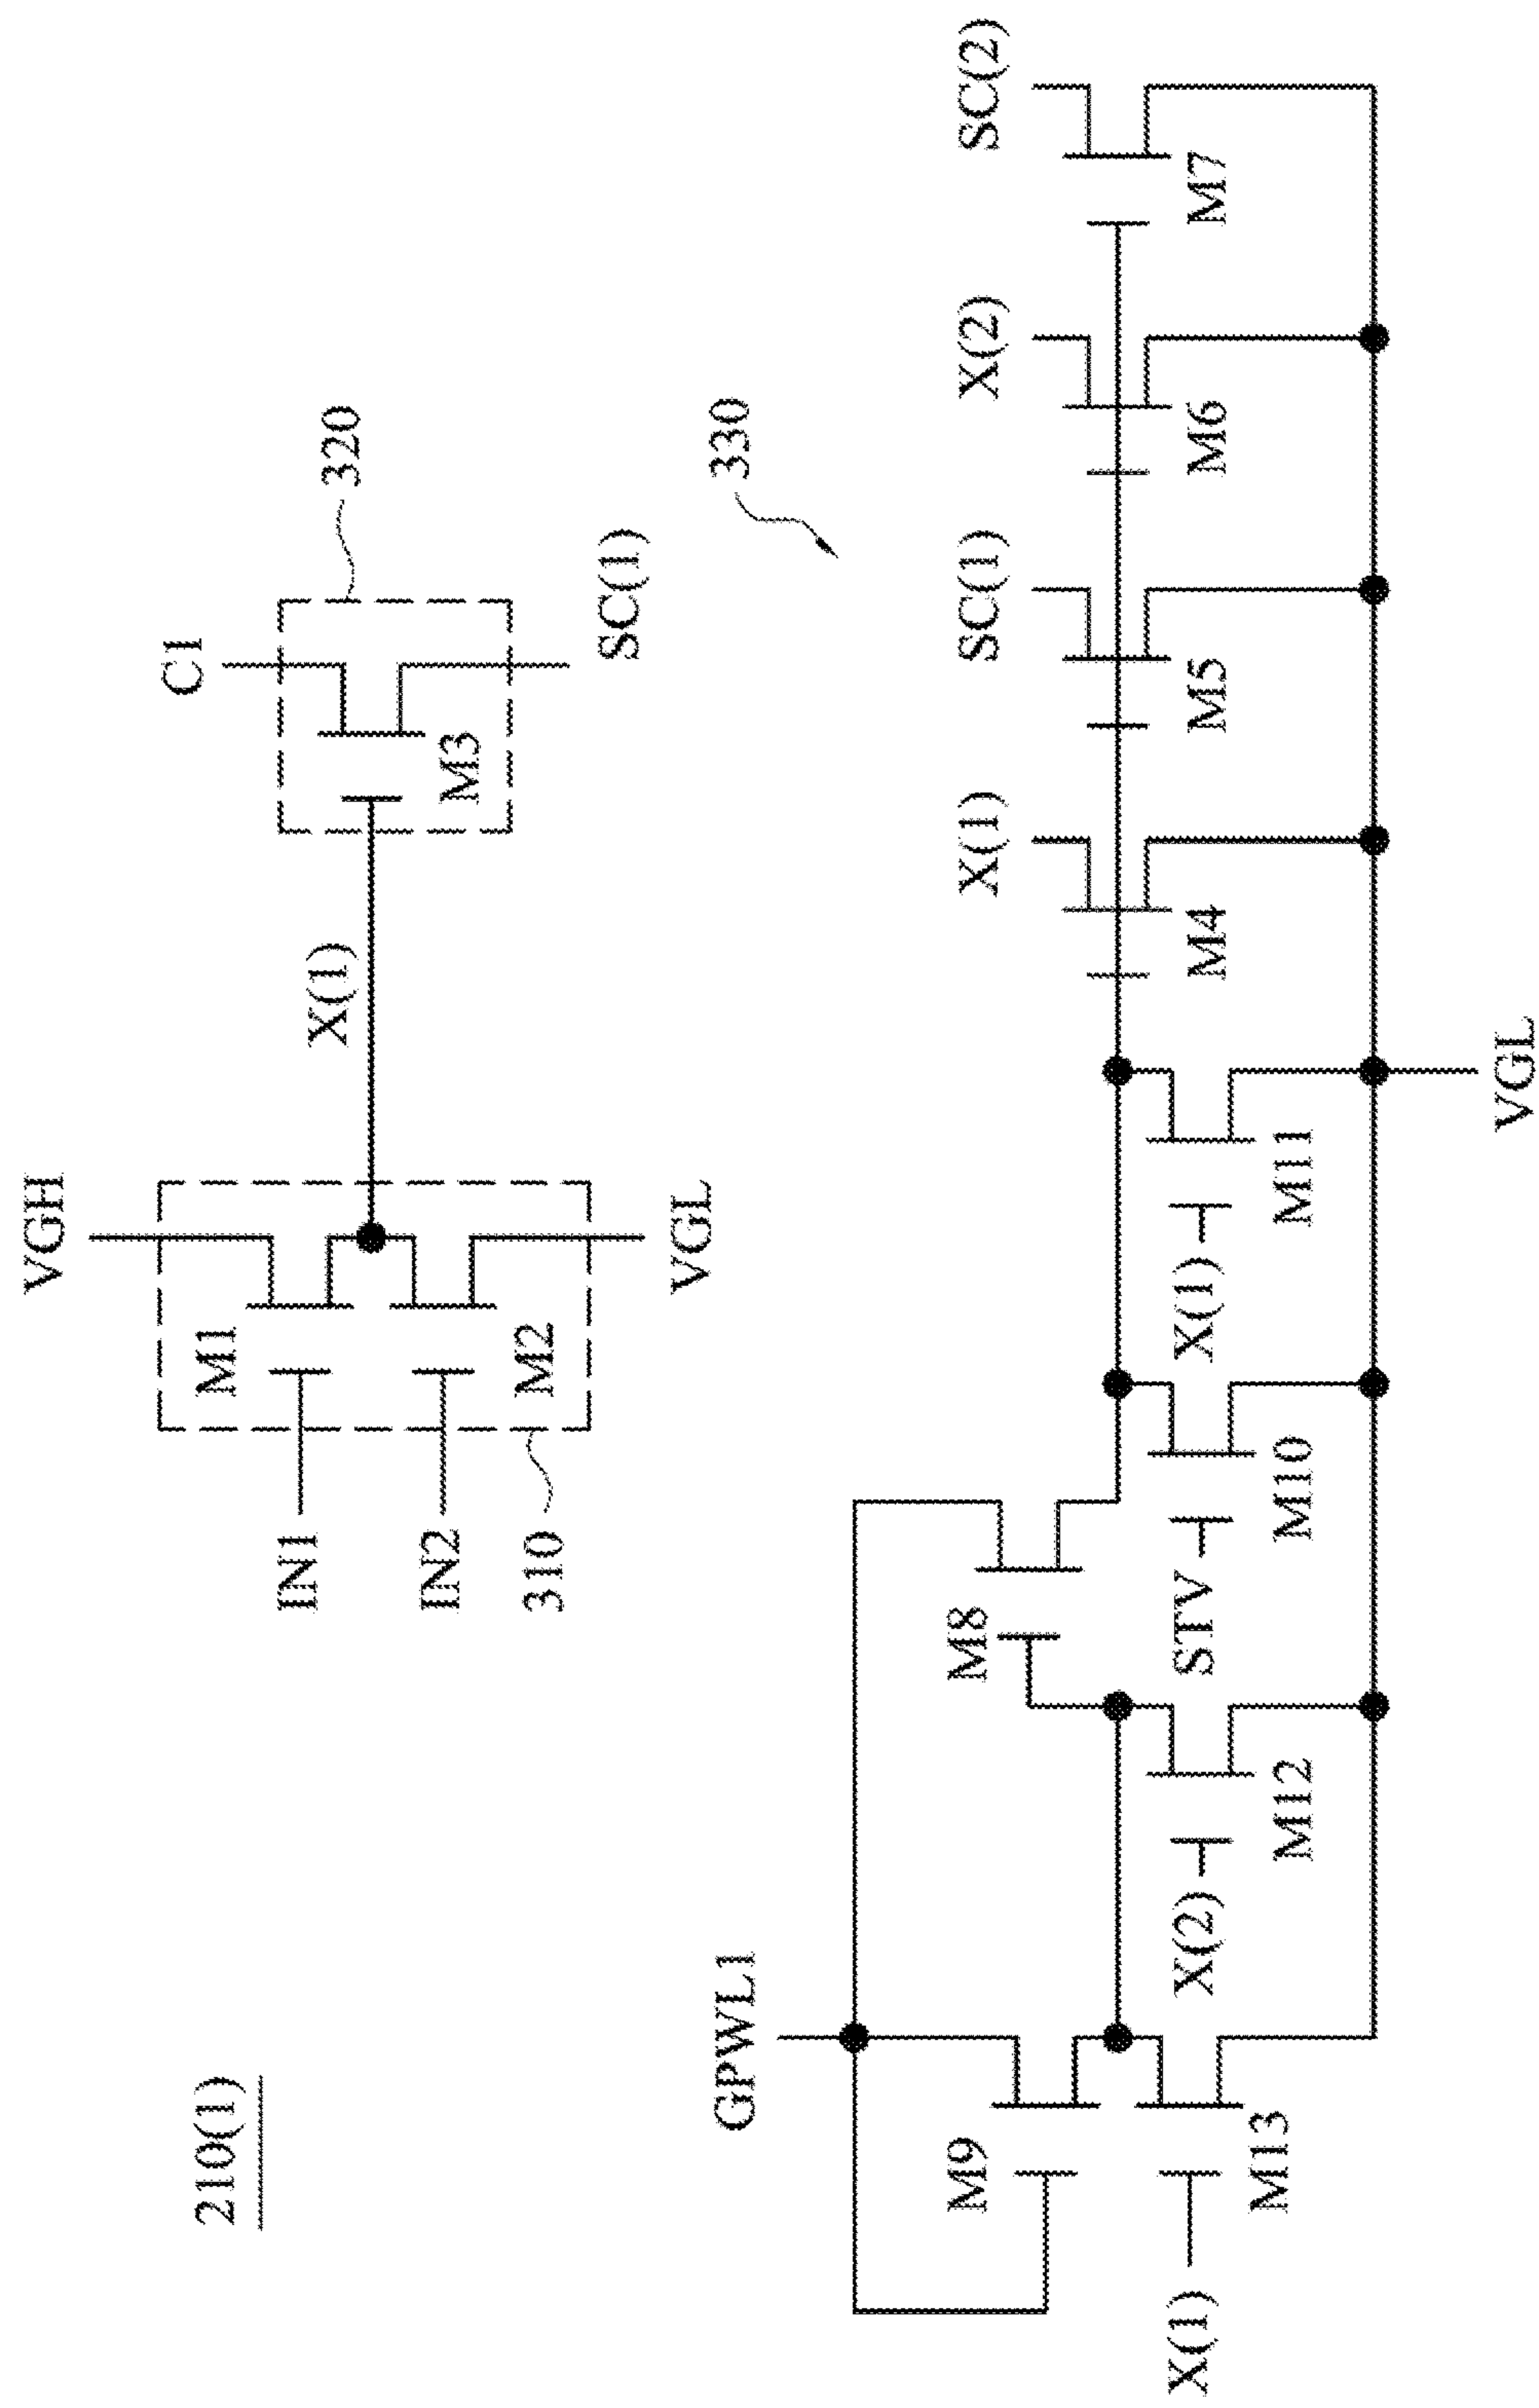 210(1)
VGH
M1
IN1
IN2
M2
310
VGL
X(1)
C1
320
M3
SC(1)
330
GPWL1
M9
X(1)
M13
M8
X(2)
M12
STV
M10
X(1)
M11
VGL
X(1)
M4
SC(1)
M5
X(2)
M6
SC(2)
M7